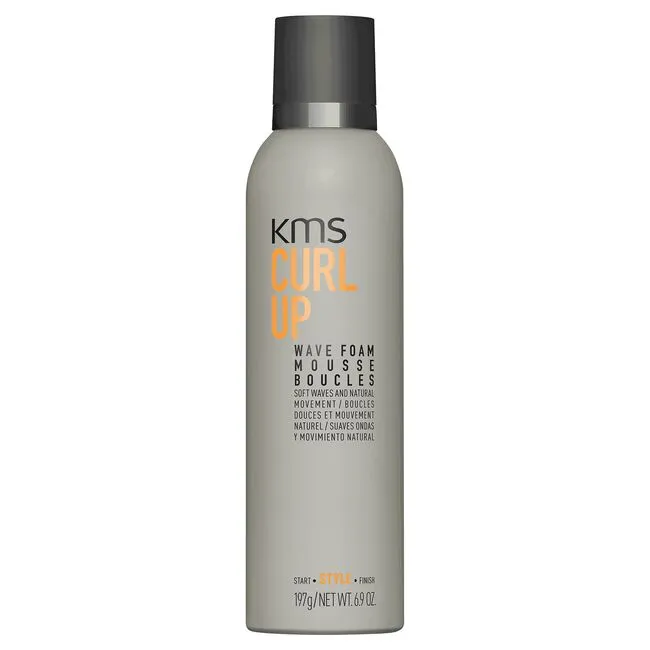 KMS
CURL
UP
WAVE FOAM
MOUSSE
BOUCLES
SOFT WAVES AND NATURAL
MOVEMENT / BOUCLES
DOUCES ET MOUVEMENT
NATUREL / SUAVES ONDAS
Y MOVIMIENTO NATURAL
START • STYLE • FINISH
197g/NET WT. 6.9 OZ.